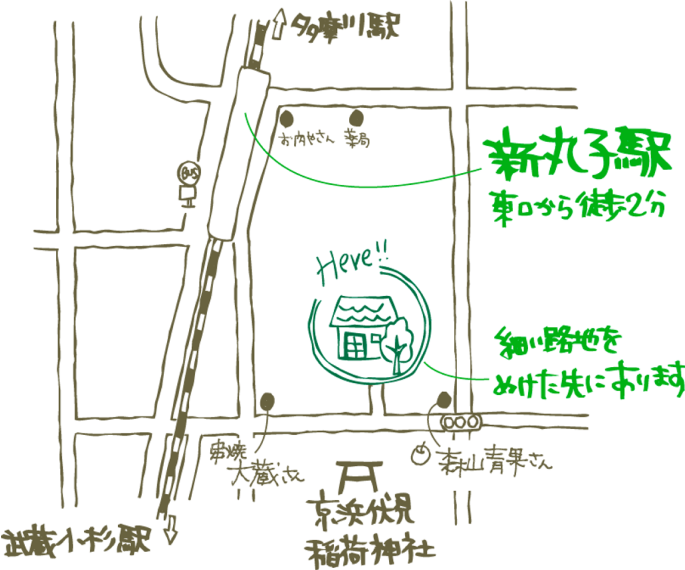 多摩川駅
お肉やさん 薬局
新丸子駅
東口から徒歩2分
BUS
Here!!
細い路地を
ぬけた先にあります
串焼
大蔵さん
森山青果さん
京浜伏見
稲荷神社
武蔵小杉駅